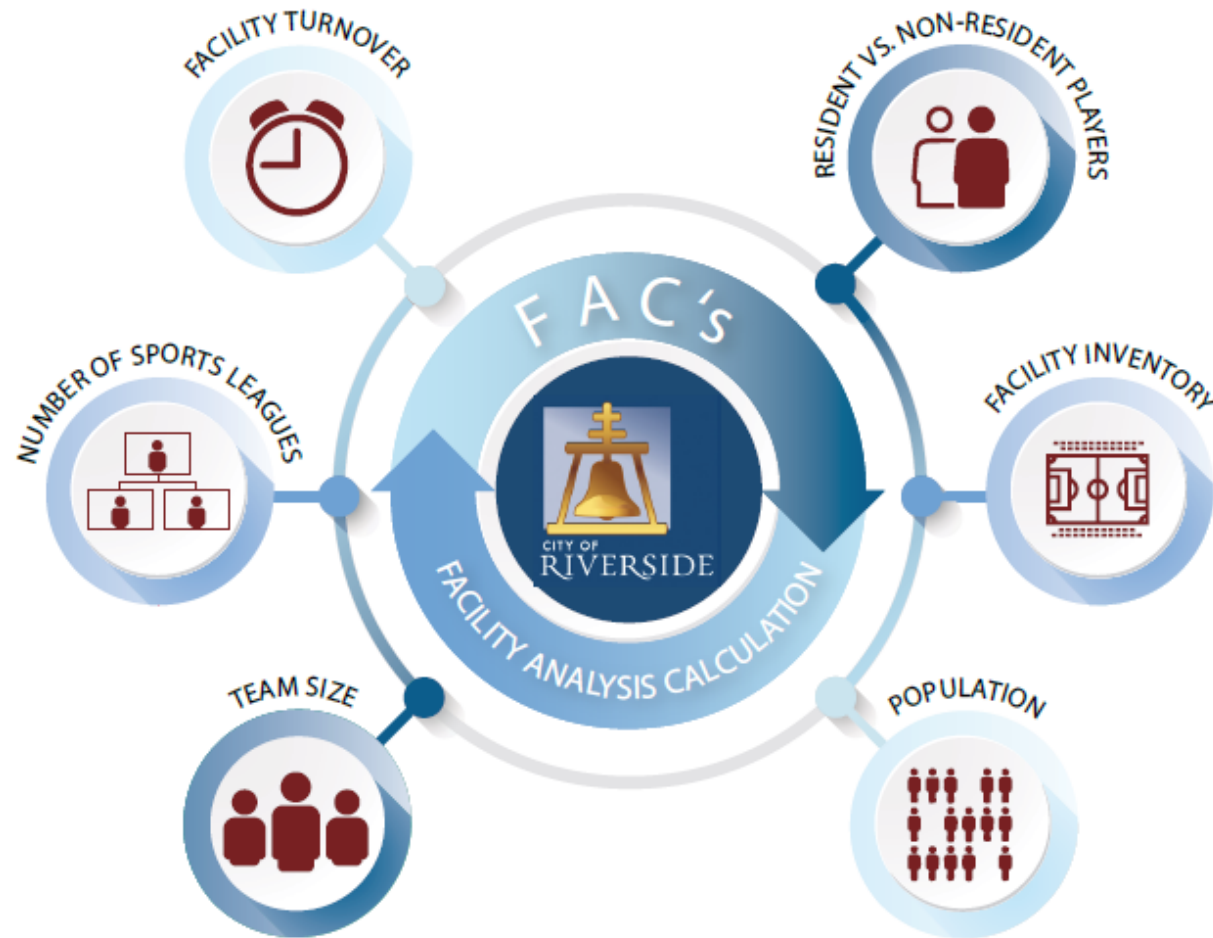 FACILITY TURNOVER
RESIDENT VS. NON-RESIDENT PLAYERS
FAC's
NUMBER OF SPORTS LEAGUES
FACILITY INVENTORY
CITY OF
RIVERSIDE
FACILITY ANALYSIS CALCULATION
TEAM SIZE
POPULATION